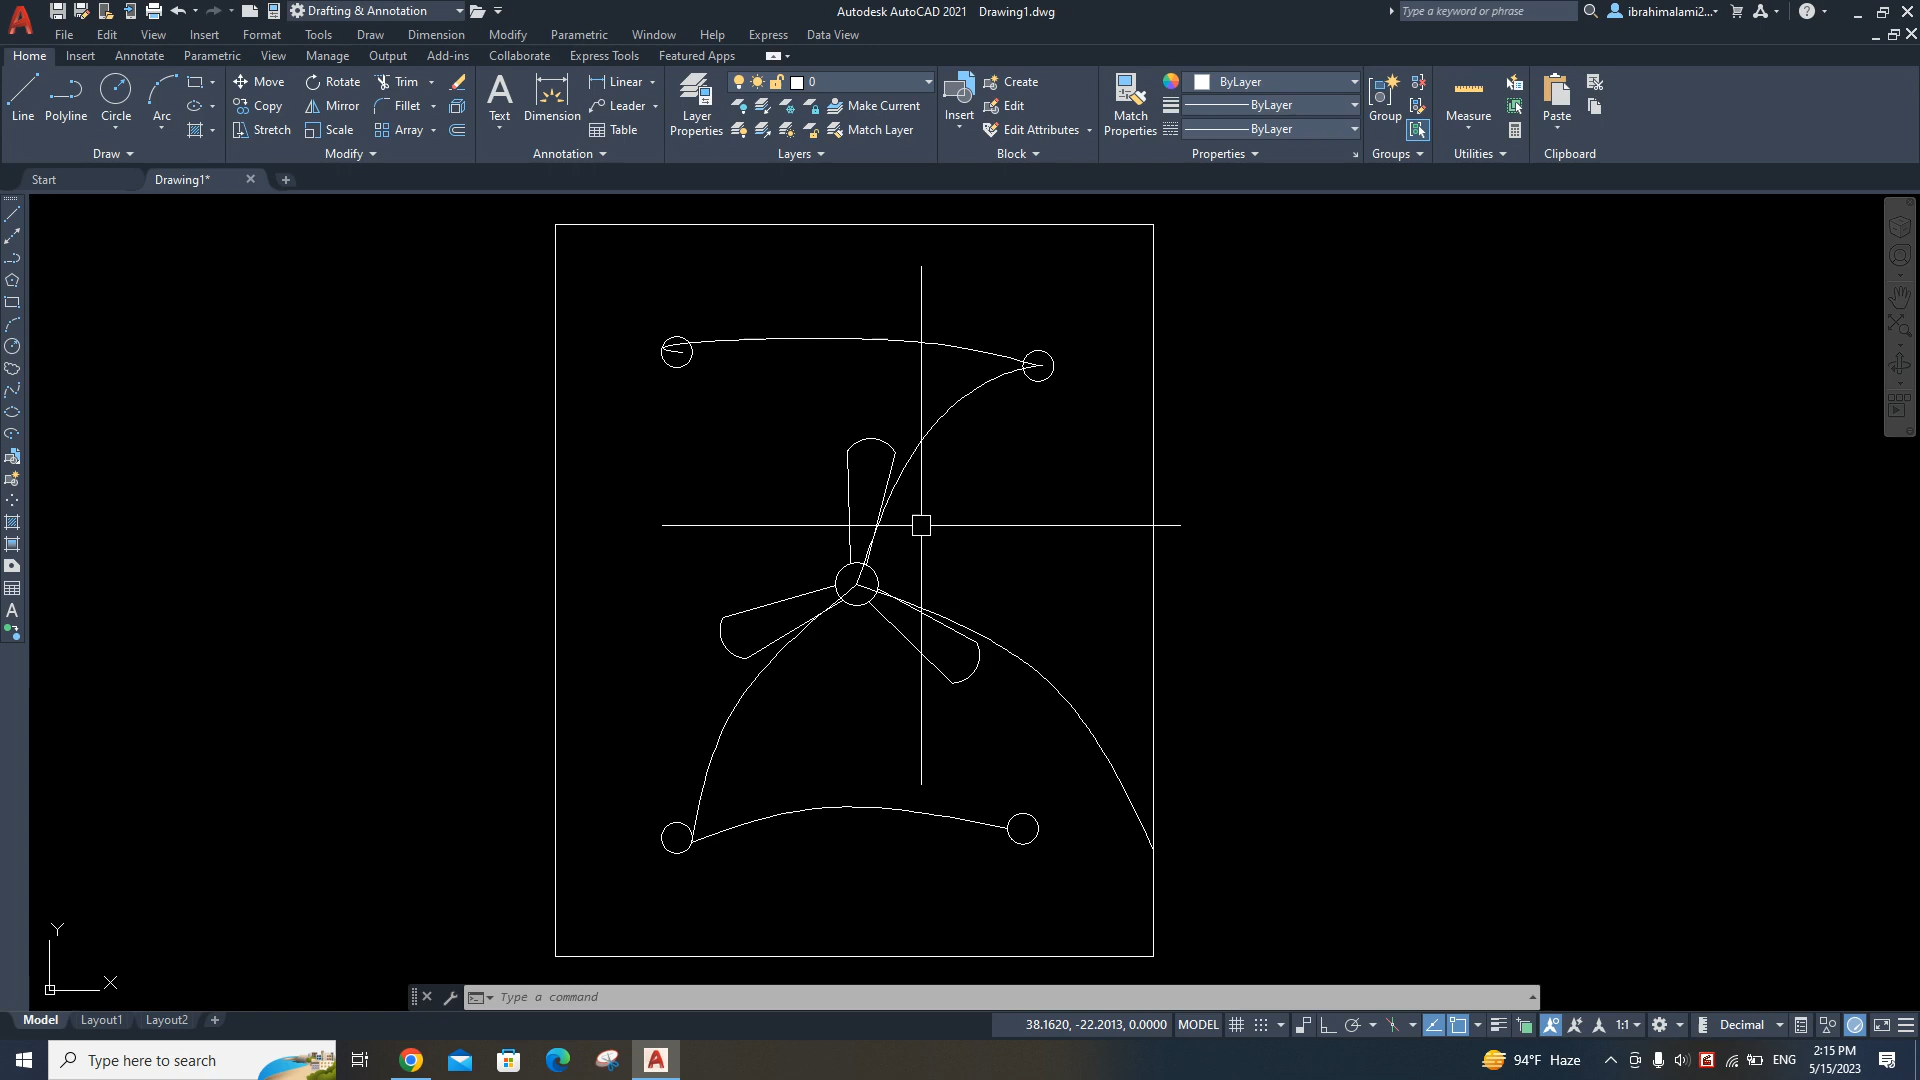 Drafting & Annotation
Autodesk AutoCAD 2021 Drawing1.dwg
Type a keyword or phrase
ibrahimalami2...
File Edit View Insert Format Tools Draw Dimension Modify Parametric Window Help Express Data View
Home Insert Annotate Parametric View Manage Output Add-ins Collaborate Express Tools Featured Apps
Line Polyline Circle Arc
Move Rotate Trim
Copy Mirror Fillet
Stretch Scale Array
Text Dimension
Linear
Leader
Table
Layer Properties
0
Make Current
Match Layer
Insert
Create
Edit
Edit Attributes
Match Properties
ByLayer
ByLayer
ByLayer
Group
Measure
Paste
Draw Modify Annotation Layers Block Properties Groups Utilities Clipboard
Start Drawing1*
A
Y
X
Type a command
Model Layout1 Layout2
38.1620, -22.2013, 0.0000 MODEL 1:1 Decimal
Type here to search
94°F Haze
ENG
2:15 PM
5/15/2023